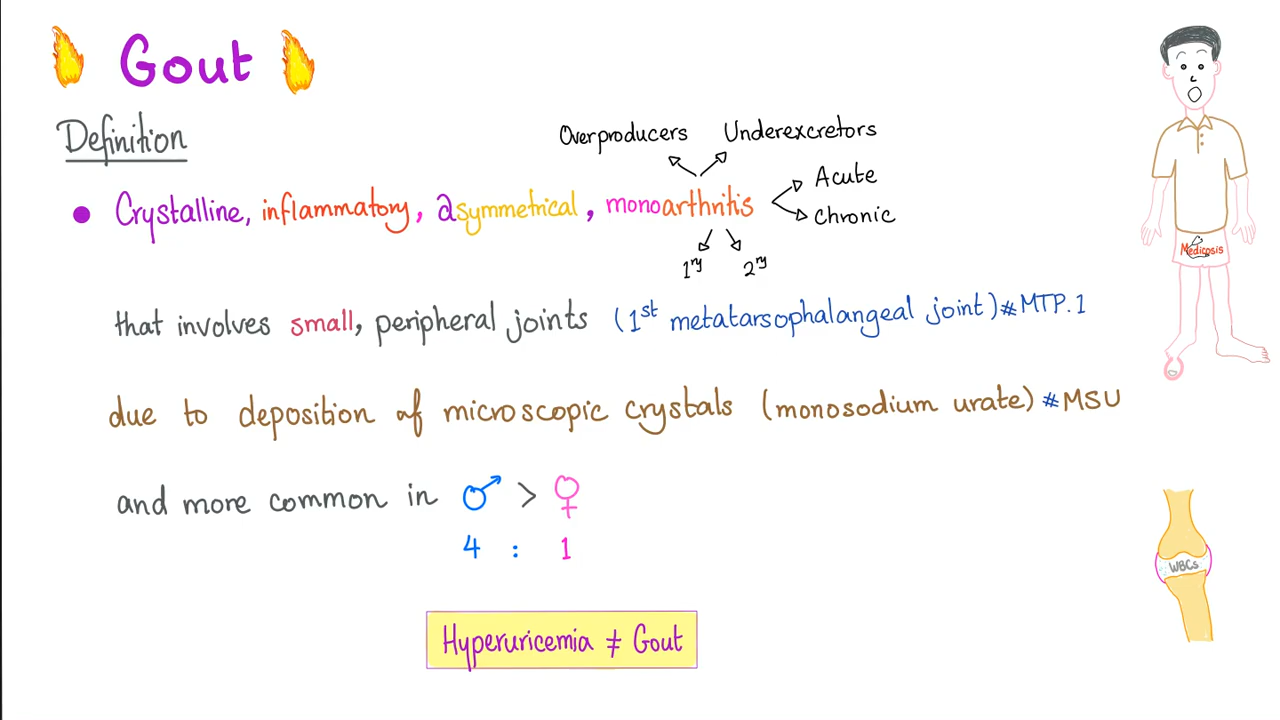 Gout
Definition
Overproducers Underexcretors
Acute
Crystalline, inflammatory, asymmetrical, monoarthritis
chronic
1ry 2ry
that involves small, peripheral joints (1st metatarsophalangeal joint) #MTP.1
due to deposition of microscopic crystals (monosodium urate) #MSU
and more common in ♂ > ♀
4 : 1
Hyperuricemia ≠ Gout
Medicosis
WBCs